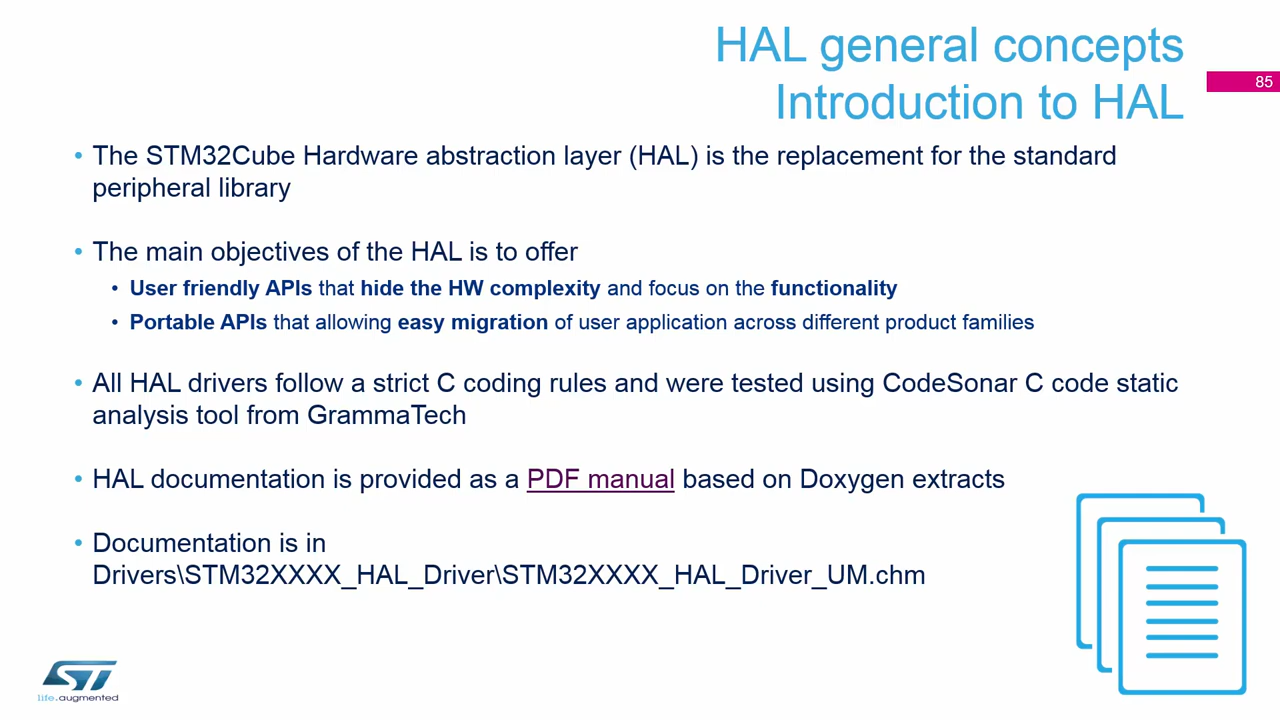 HAL general concepts
Introduction to HAL
85
• The STM32Cube Hardware abstraction layer (HAL) is the replacement for the standard
peripheral library
• The main objectives of the HAL is to offer
• User friendly APIs that hide the HW complexity and focus on the functionality
• Portable APIs that allowing easy migration of user application across different product families
• All HAL drivers follow a strict C coding rules and were tested using CodeSonar C code static
analysis tool from GrammaTech
• HAL documentation is provided as a PDF manual based on Doxygen extracts
• Documentation is in
Drivers\STM32XXXX_HAL_Driver\STM32XXXX_HAL_Driver_UM.chm
ST
life.augmented